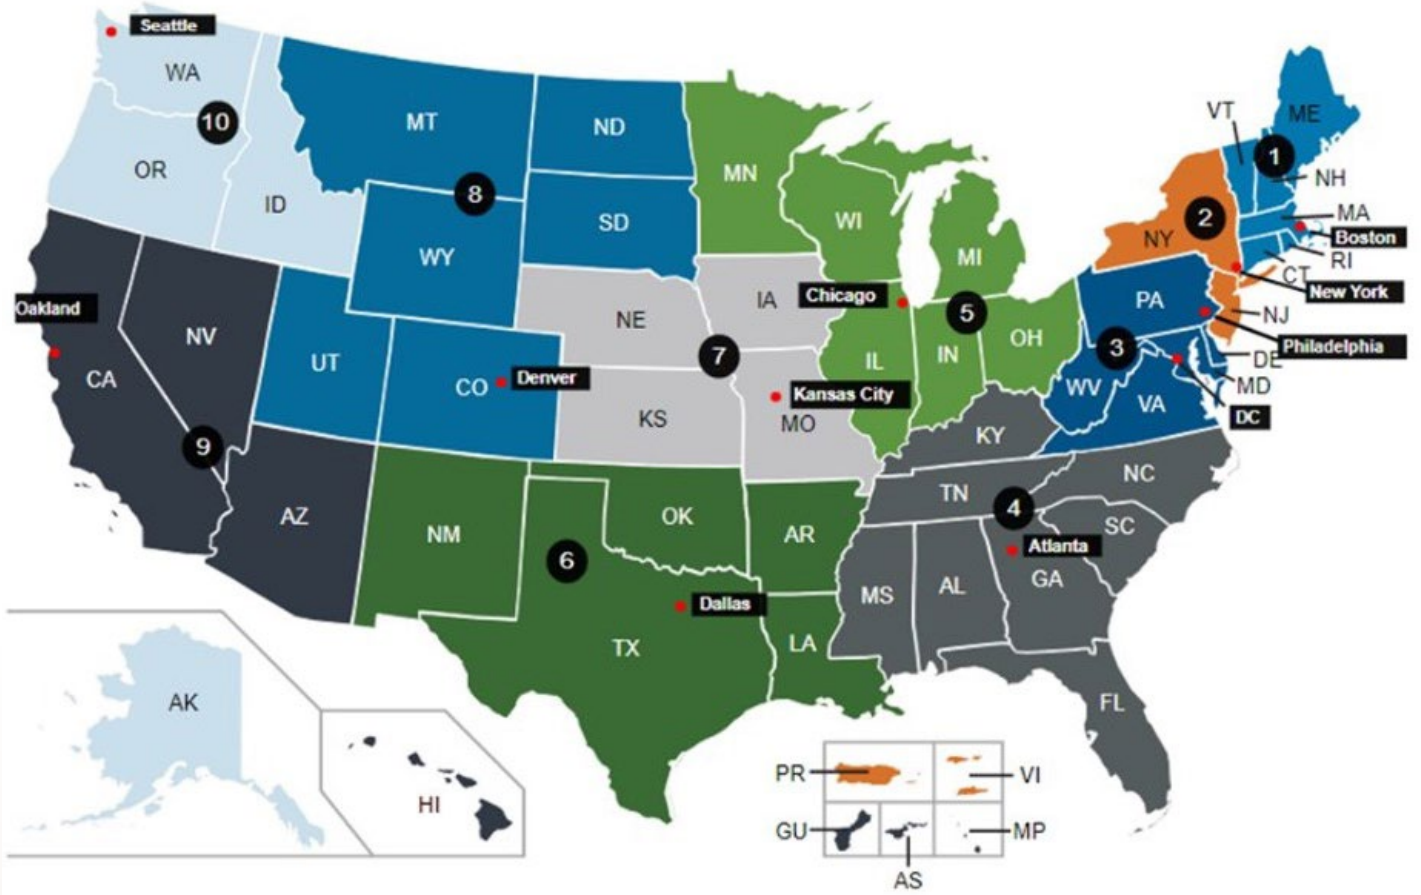 Seattle
WA
10
OR
ID
MT
8
WY
ND
SD
MN
WI
MI
VT
ME
1
NH
2
NY
MA
Boston
RI
CT
New York
NJ
PA
Philadelphia
3
DE
MD
WV
VA
DC
Oakland
NV
CA
9
UT
CO
Denver
NE
IA
7
KS
Kansas City
MO
Chicago
5
IL
IN
OH
KY
AZ
NM
OK
6
TX
Dallas
AR
LA
TN
NC
4
SC
Atlanta
MS
AL
GA
FL
AK
HI
PR
VI
GU
MP
AS